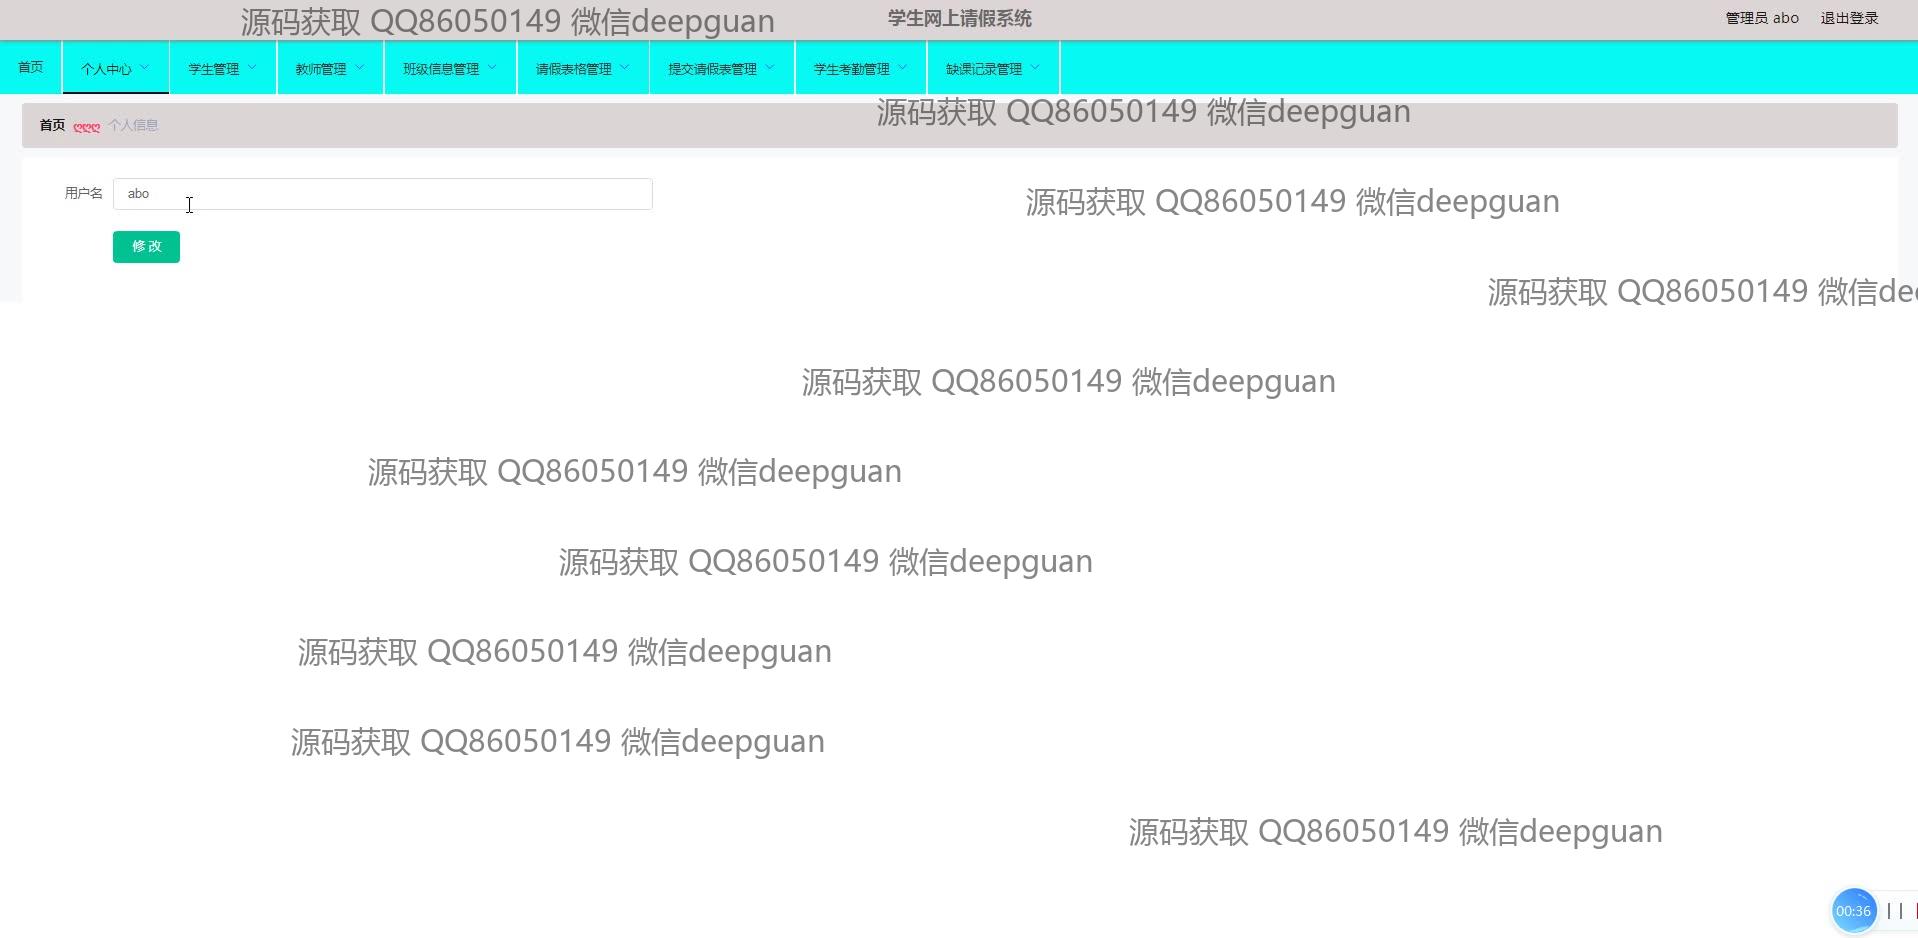 源码获取 QQ86050149 微信deepguan
学生网上请假系统
管理员 abo
退出登录
首页
个人中心
学生管理
教师管理
班级信息管理
请假表格管理
提交请假表管理
学生考勤管理
缺课记录管理
源码获取 QQ86050149 微信deepguan
首页 ღღღ 个人信息
用户名 abo
源码获取 QQ86050149 微信deepguan
修 改
源码获取 QQ86050149 微信dee
源码获取 QQ86050149 微信deepguan
源码获取 QQ86050149 微信deepguan
源码获取 QQ86050149 微信deepguan
源码获取 QQ86050149 微信deepguan
源码获取 QQ86050149 微信deepguan
源码获取 QQ86050149 微信deepguan
00:36